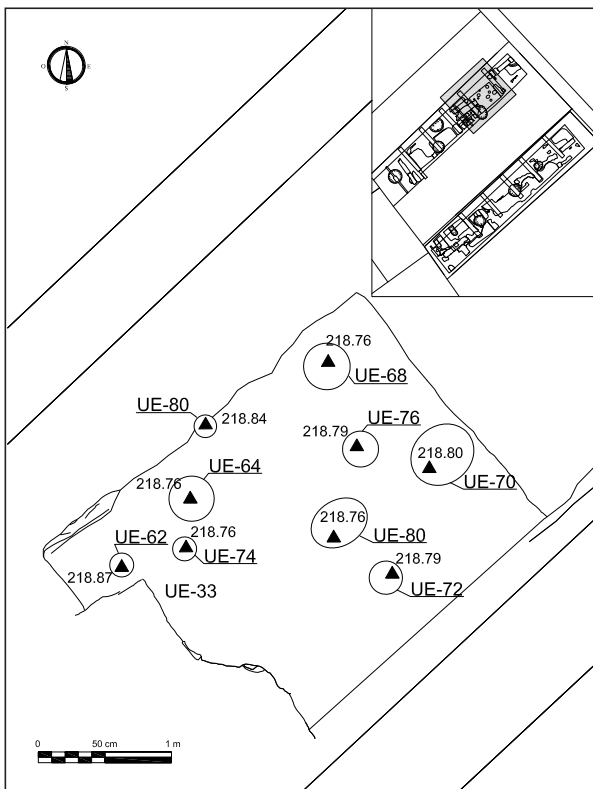 N
O E
S
218.76
UE-68
UE-80
218.84
UE-76
218.79
218.80
UE-64
218.76
UE-70
218.76
218.76
UE-62
UE-74
UE-80
218.79
218.87
UE-33
UE-72
0 50 cm 1 m